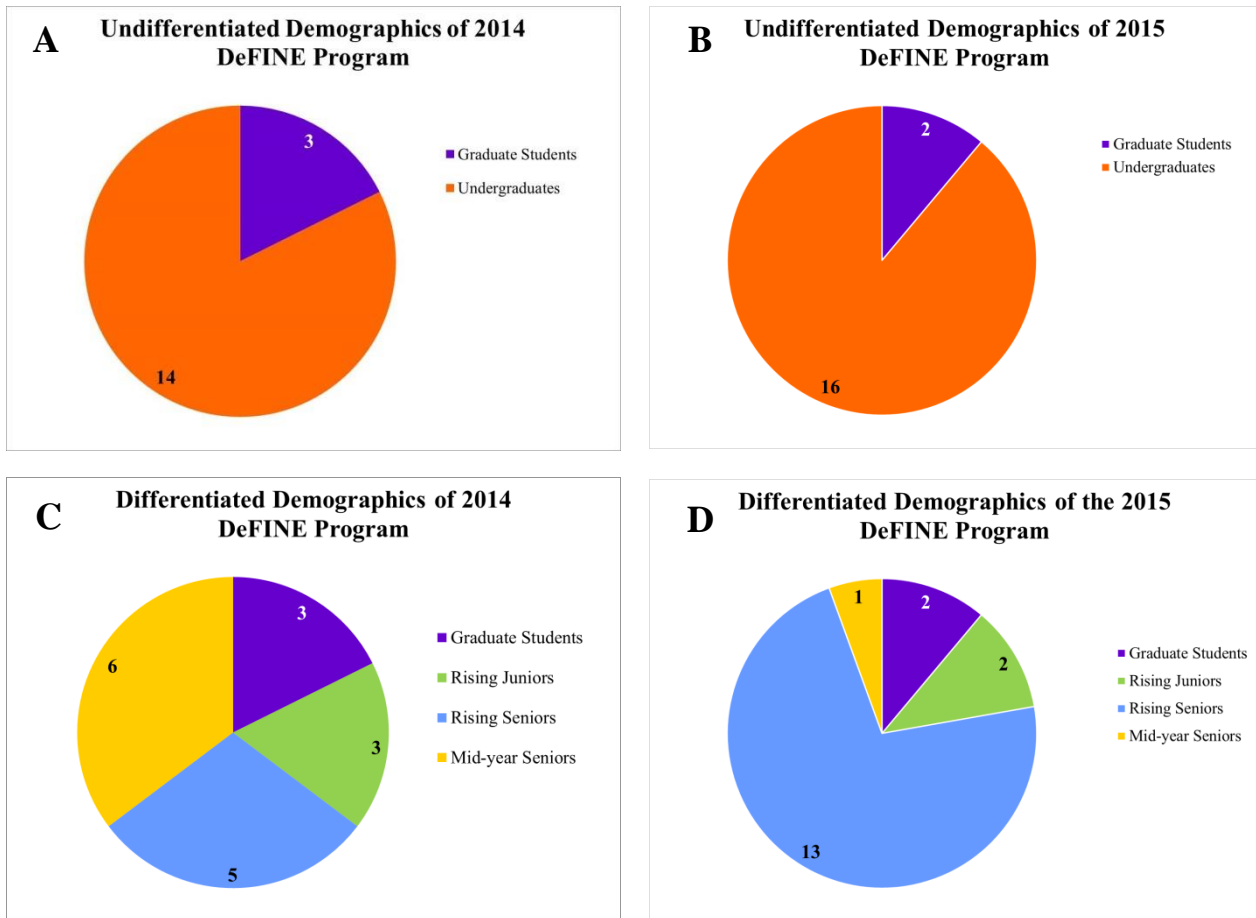 A
Undifferentiated Demographics of 2014
DeFINE Program
3
14
Graduate Students
Undergraduates
B
Undifferentiated Demographics of 2015
DeFINE Program
2
16
Graduate Students
Undergraduates
C
Differentiated Demographics of 2014
DeFINE Program
3
6
3
5
Graduate Students
Rising Juniors
Rising Seniors
Mid-year Seniors
D
Differentiated Demographics of the 2015
DeFINE Program
1
2
2
13
Graduate Students
Rising Juniors
Rising Seniors
Mid-year Seniors